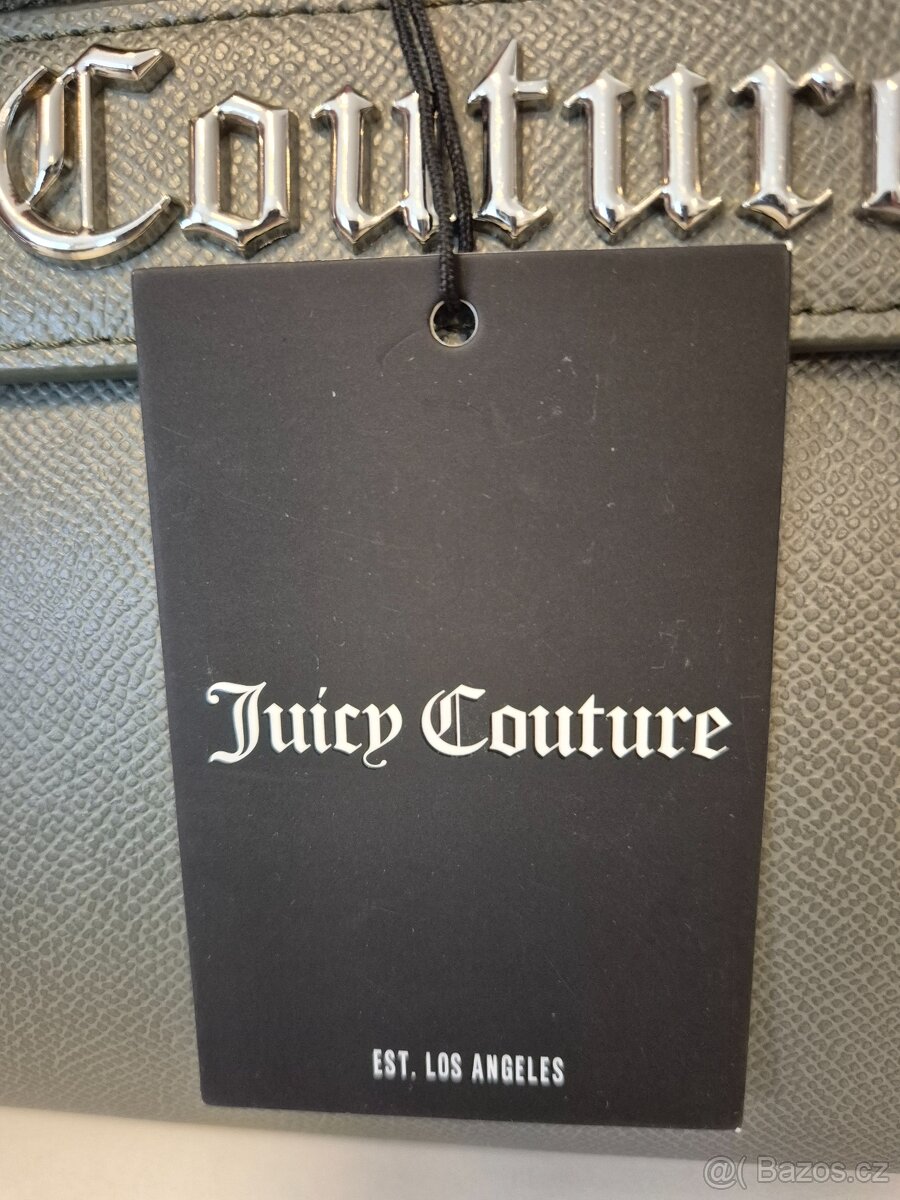 Coutur
Juicy Couture
EST. LOS ANGELES
@( Bazos.cz